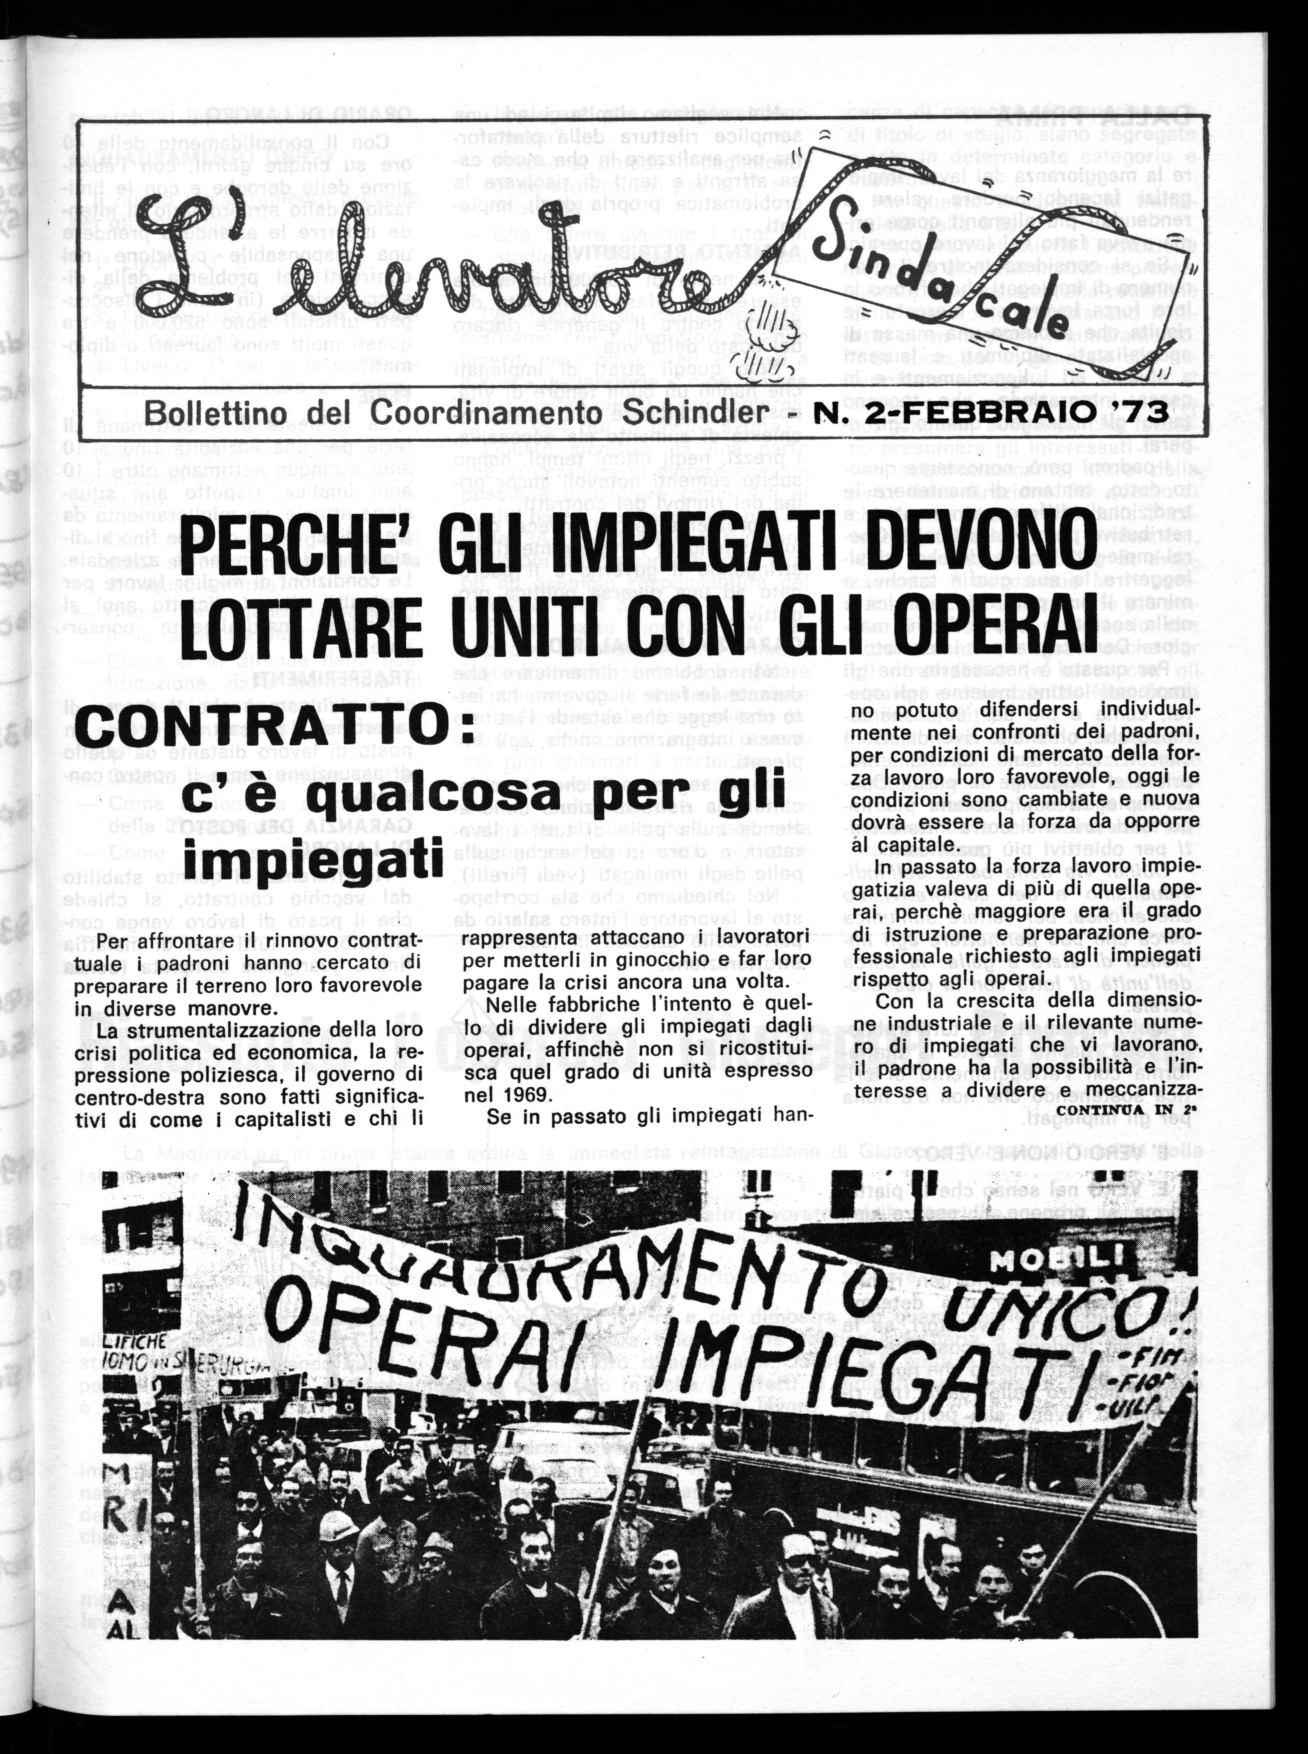 L'elevatore
Sindacale
Bollettino del Coordinamento Schindler - N. 2-FEBBRAIO '73
PERCHE' GLI IMPIEGATI DEVONO
LOTTARE UNITI CON GLI OPERAI
CONTRATTO:
c'è qualcosa per gli
impiegati
Per affrontare il rinnovo contrat-
tuale i padroni hanno cercato di
preparare il terreno loro favorevole
in diverse manovre.
La strumentalizzazione della loro
crisi politica ed economica, la re-
pressione poliziesca, il governo di
centro-destra sono fatti significa-
tivi di come i capitalisti e chi li
rappresenta attaccano i lavoratori
per metterli in ginocchio e far loro
pagare la crisi ancora una volta.
Nelle fabbriche l'intento è quel-
lo di dividere gli impiegati dagli
operai, affinchè non si ricostitui-
sca quel grado di unità espresso
nel 1969.
Se in passato gli impiegati han-
no potuto difendersi individual-
mente nei confronti dei padroni,
per condizioni di mercato della for-
za lavoro loro favorevole, oggi le
condizioni sono cambiate e nuova
dovrà essere la forza da opporre
al capitale.
In passato la forza lavoro impie-
gatizia valeva di più di quella ope-
rai, perchè maggiore era il grado
di istruzione e preparazione pro-
fessionale richiesto agli impiegati
rispetto agli operai.
Con la crescita della dimensio-
ne industriale e il rilevante nume-
ro di impiegati che vi lavorano,
il padrone ha la possibilità e l'in-
teresse a dividere e meccanizza-
CONTINUA IN 2ª
INQUADRAMENTO UNICO!!
OPERAI IMPIEGATI
-FIM
-FIOM
-UILM
MOBILI
LIFICHE
IOMO IN SIDERURGIA
M
RI
A
AL